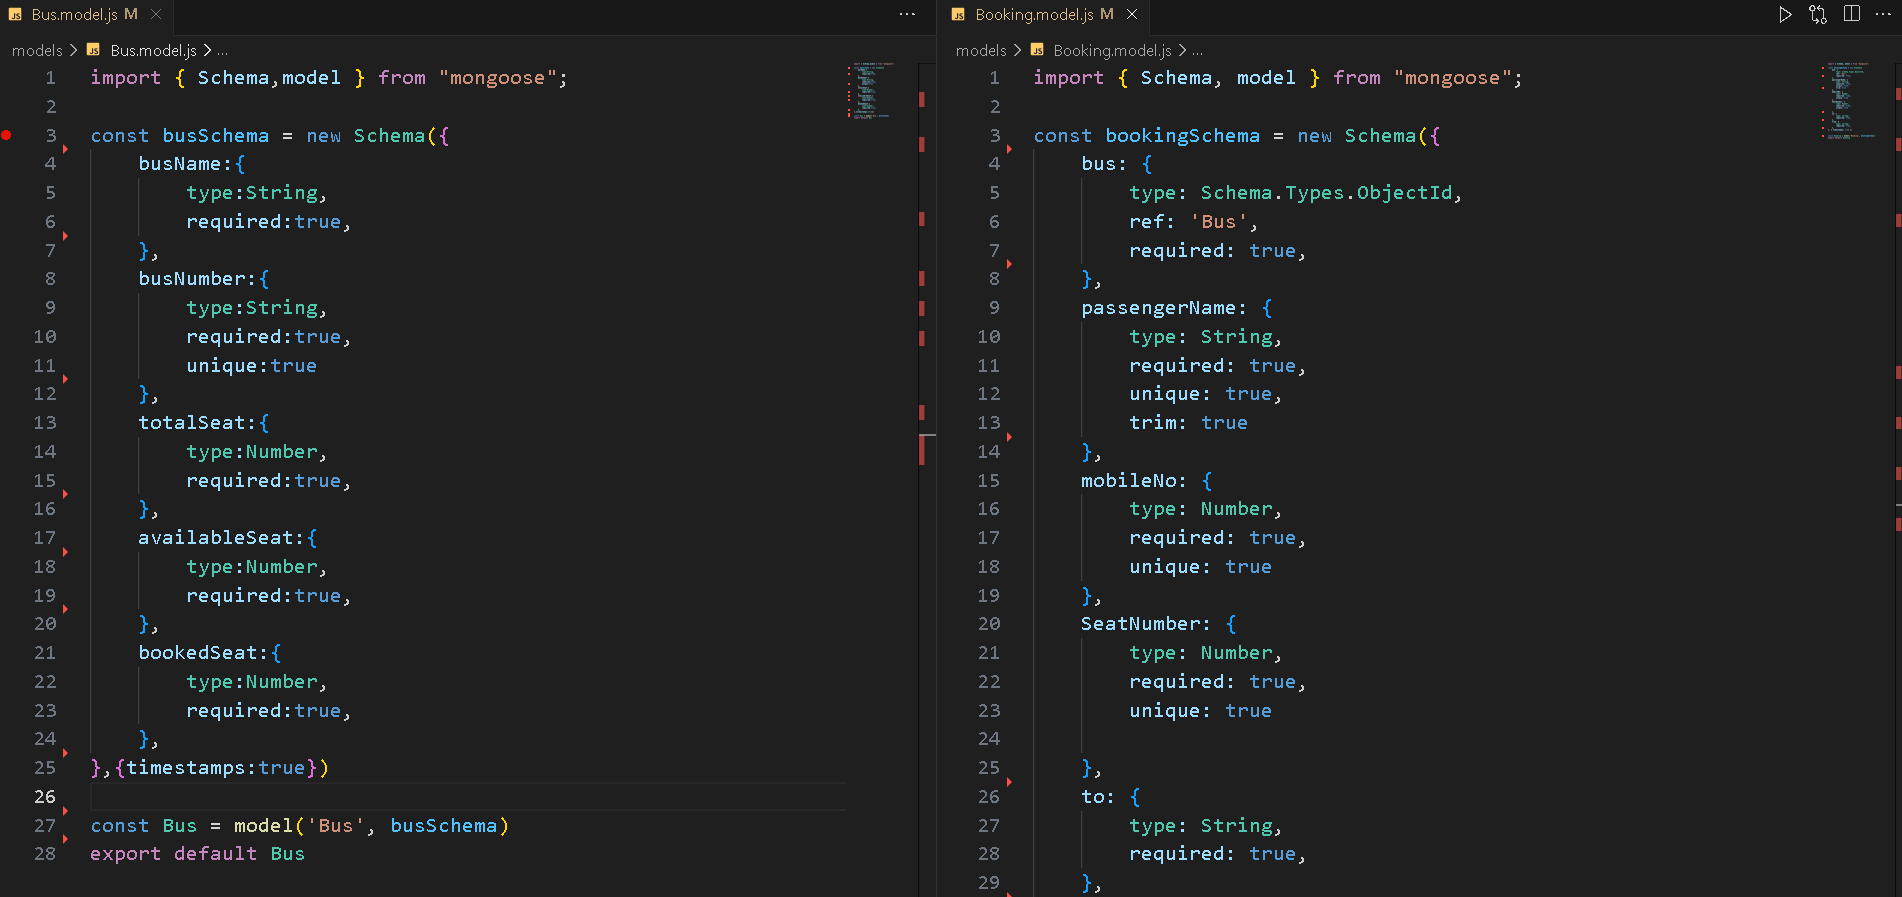 Bus.model.js M
models > Bus.model.js > ...
1 import { Schema,model } from "mongoose";
2
3 const busSchema = new Schema({
4     busName:{
5         type:String,
6         required:true,
7     },
8     busNumber:{
9         type:String,
10         required:true,
11         unique:true
12     },
13     totalSeat:{
14         type:Number,
15         required:true,
16     },
17     availableSeat:{
18         type:Number,
19         required:true,
20     },
21     bookedSeat:{
22         type:Number,
23         required:true,
24     },
25 },{timestamps:true})
26
27 const Bus = model('Bus', busSchema)
28 export default Bus
Booking.model.js M
models > Booking.model.js > ...
1 import { Schema, model } from "mongoose";
2
3 const bookingSchema = new Schema({
4     bus: {
5         type: Schema.Types.ObjectId,
6         ref: 'Bus',
7         required: true,
8     },
9     passengerName: {
10         type: String,
11         required: true,
12         unique: true,
13         trim: true
14     },
15     mobileNo: {
16         type: Number,
17         required: true,
18         unique: true
19     },
20     SeatNumber: {
21         type: Number,
22         required: true,
23         unique: true
24
25     },
26     to: {
27         type: String,
28         required: true,
29     },